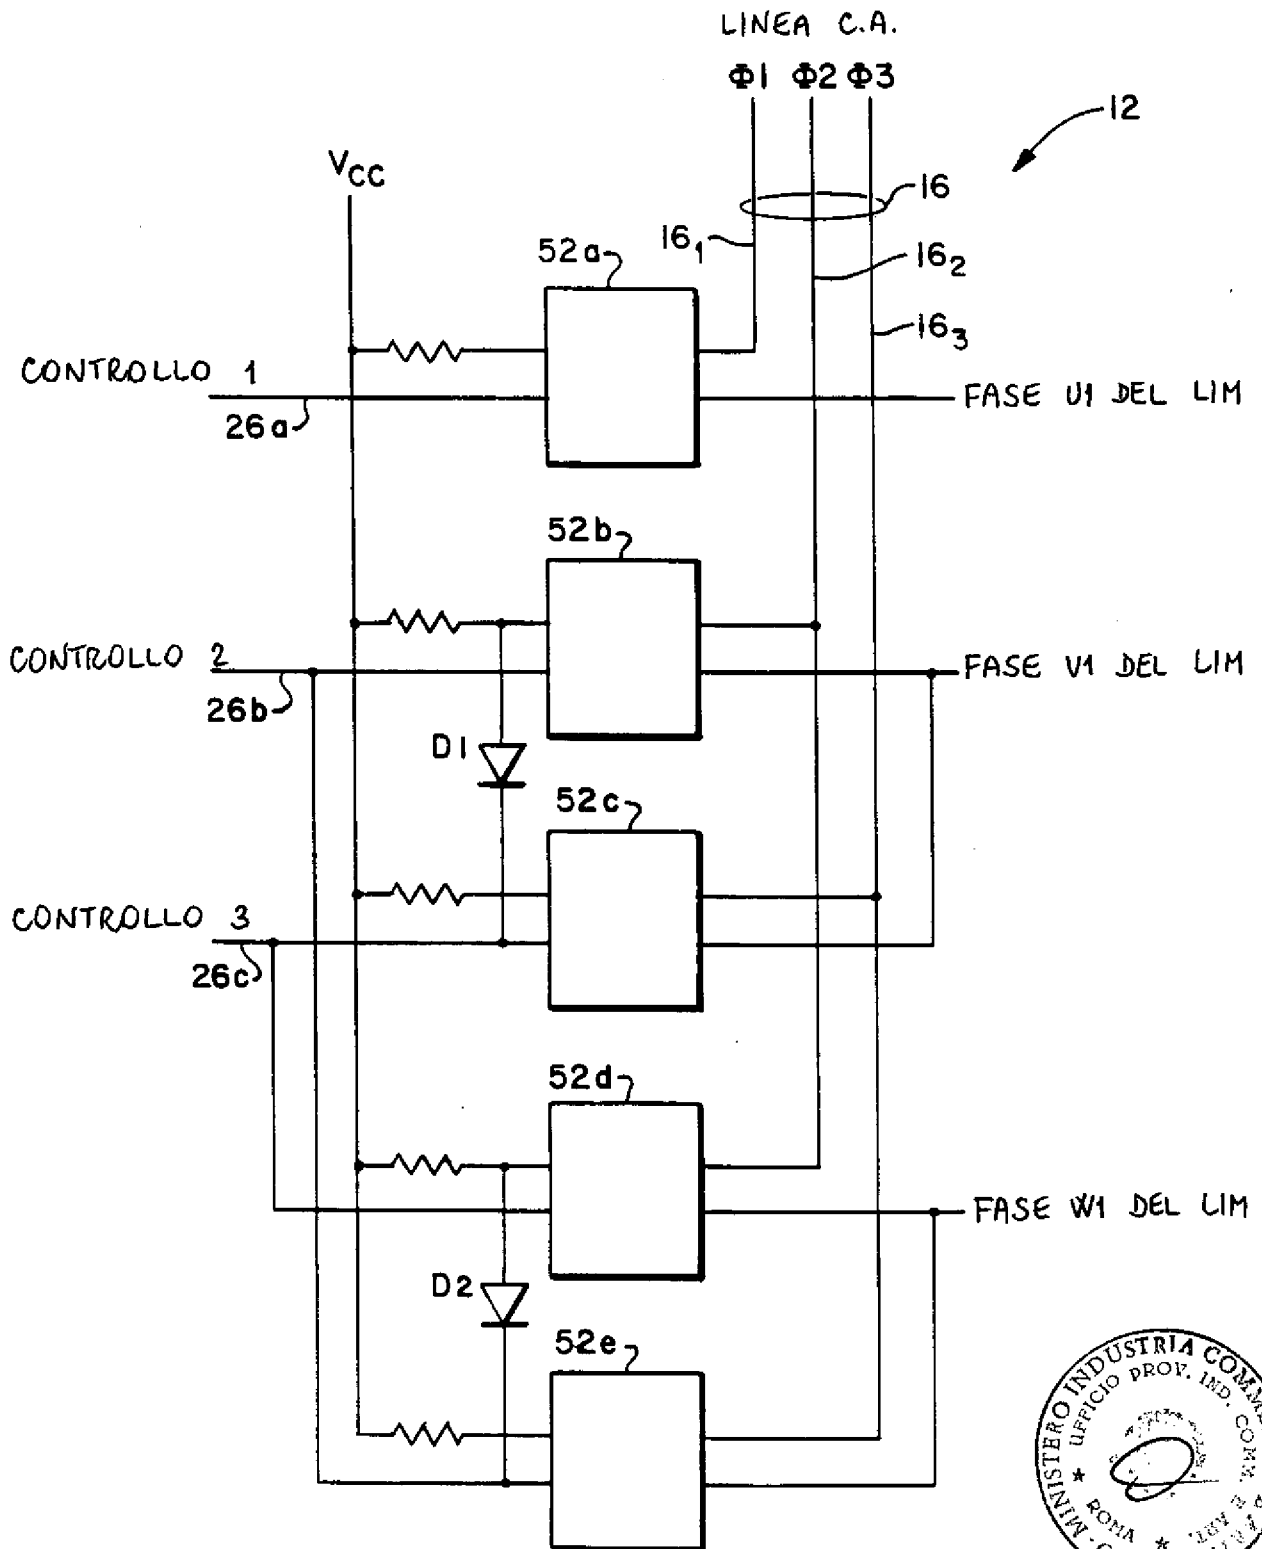 LINEA C.A.
Φ1 Φ2 Φ3
12
VCC
16
16₁
52a
16₂
16₃
CONTROLLO 1
26a
FASE U1 DEL LIM
52b
CONTROLLO 2
26b
FASE V1 DEL LIM
D1
52c
CONTROLLO 3
26c
52d
FASE W1 DEL LIM
D2
52e
MINISTERO INDUSTRIA COMM
UFFICIO PROV. IND. COMM. E ART.
★ ROMA ★